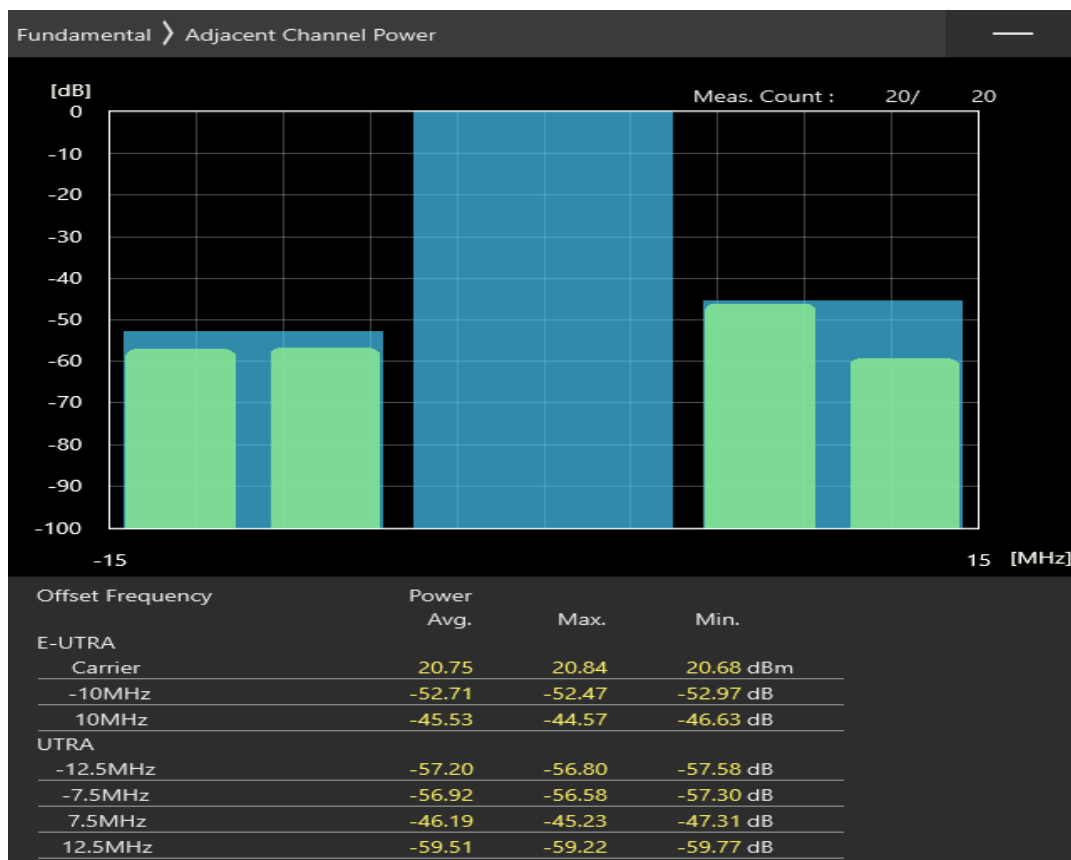 Fundamental 〉 Adjacent Channel Power
[dB]
Meas. Count : 20/ 20
0
-10
-20
-30
-40
-50
-60
-70
-80
-90
-100
-15 15 [MHz]
Offset Frequency Power
Avg. Max. Min.
E-UTRA
Carrier 20.75 20.84 20.68 dBm
-10MHz -52.71 -52.47 -52.97 dB
10MHz -45.53 -44.57 -46.63 dB
UTRA
-12.5MHz -57.20 -56.80 -57.58 dB
-7.5MHz -56.92 -56.58 -57.30 dB
7.5MHz -46.19 -45.23 -47.31 dB
12.5MHz -59.51 -59.22 -59.77 dB